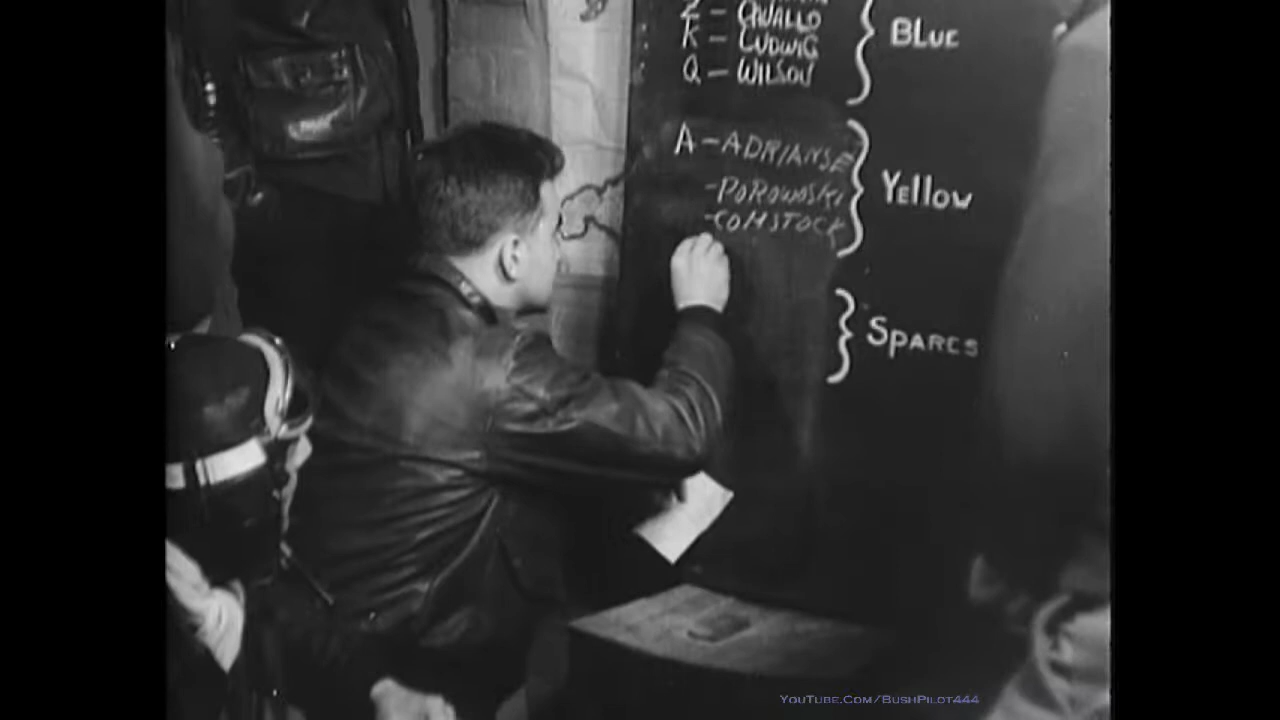 Z – CAVALLO
K – LUDWIG
Q – WILSON
BLUE
A – ADRIANSE
– POROWSKI
– COMSTOCK
YELLOW
SPARES
YouTube.Com/BushPilot444